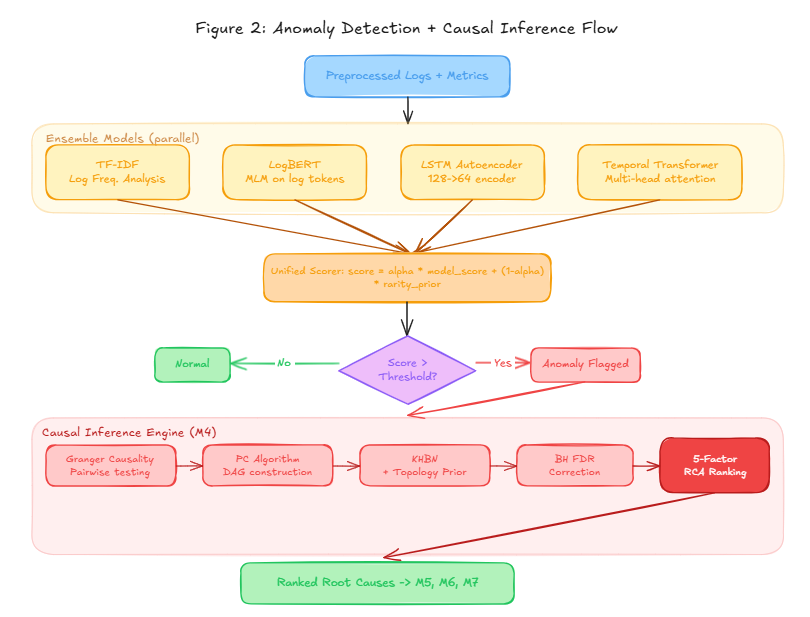 Figure 2: Anomaly Detection + Causal Inference Flow
Preprocessed Logs + Metrics
Ensemble Models (parallel)
TF-IDF
Log Freq. Analysis
LogBERT
MLM on log tokens
LSTM Autoencoder
128->64 encoder
Temporal Transformer
Multi-head attention
Unified Scorer: score = alpha * model_score + (1-alpha)
* rarity_prior
Score >
Threshold?
No
Normal
Yes
Anomaly Flagged
Causal Inference Engine (M4)
Granger Causality
Pairwise testing
PC Algorithm
DAG construction
KHBN
+ Topology Prior
BH FDR
Correction
5-Factor
RCA Ranking
Ranked Root Causes -> M5, M6, M7